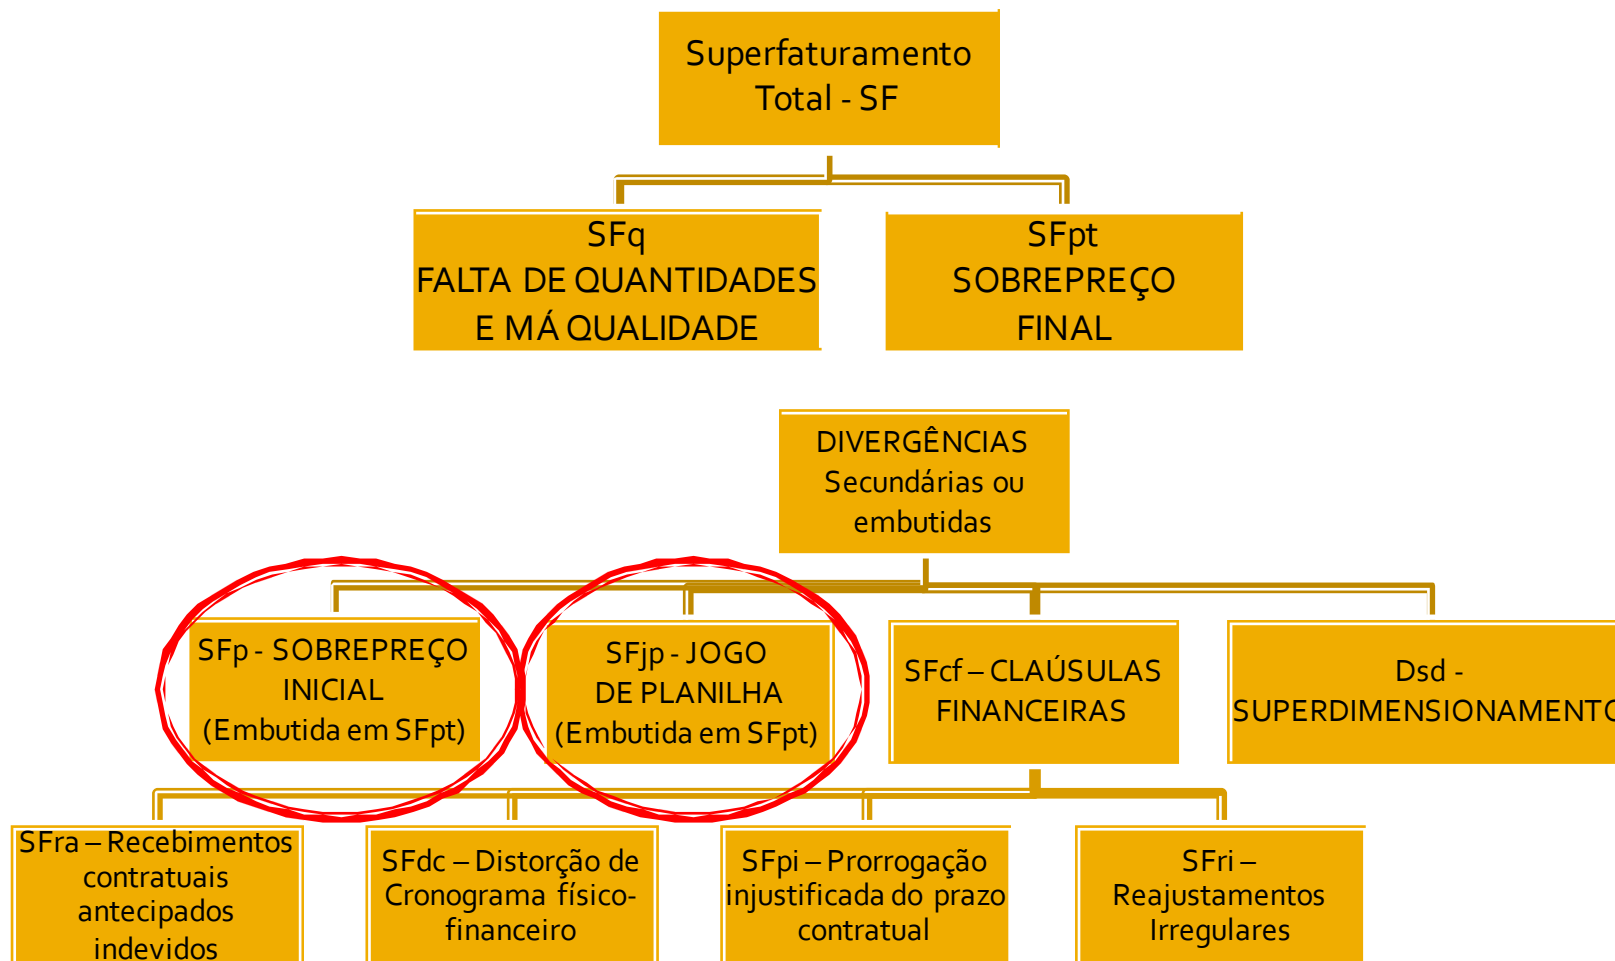 Superfaturamento
Total - SF
SFq
FALTA DE QUANTIDADES
E MÁ QUALIDADE
SFpt
SOBREPREÇO
FINAL
DIVERGÊNCIAS
Secundárias ou
embutidas
SFp - SOBREPREÇO
INICIAL
(Embutida em SFpt)
SFjp - JOGO
DE PLANILHA
(Embutida em SFpt)
SFcf – CLAÚSULAS
FINANCEIRAS
Dsd -
SUPERDIMENSIONAMENTO
SFra – Recebimentos
contratuais
antecipados
indevidos
SFdc – Distorção de
Cronograma físico-
financeiro
SFpi – Prorrogação
injustificada do prazo
contratual
SFri –
Reajustamentos
Irregulares